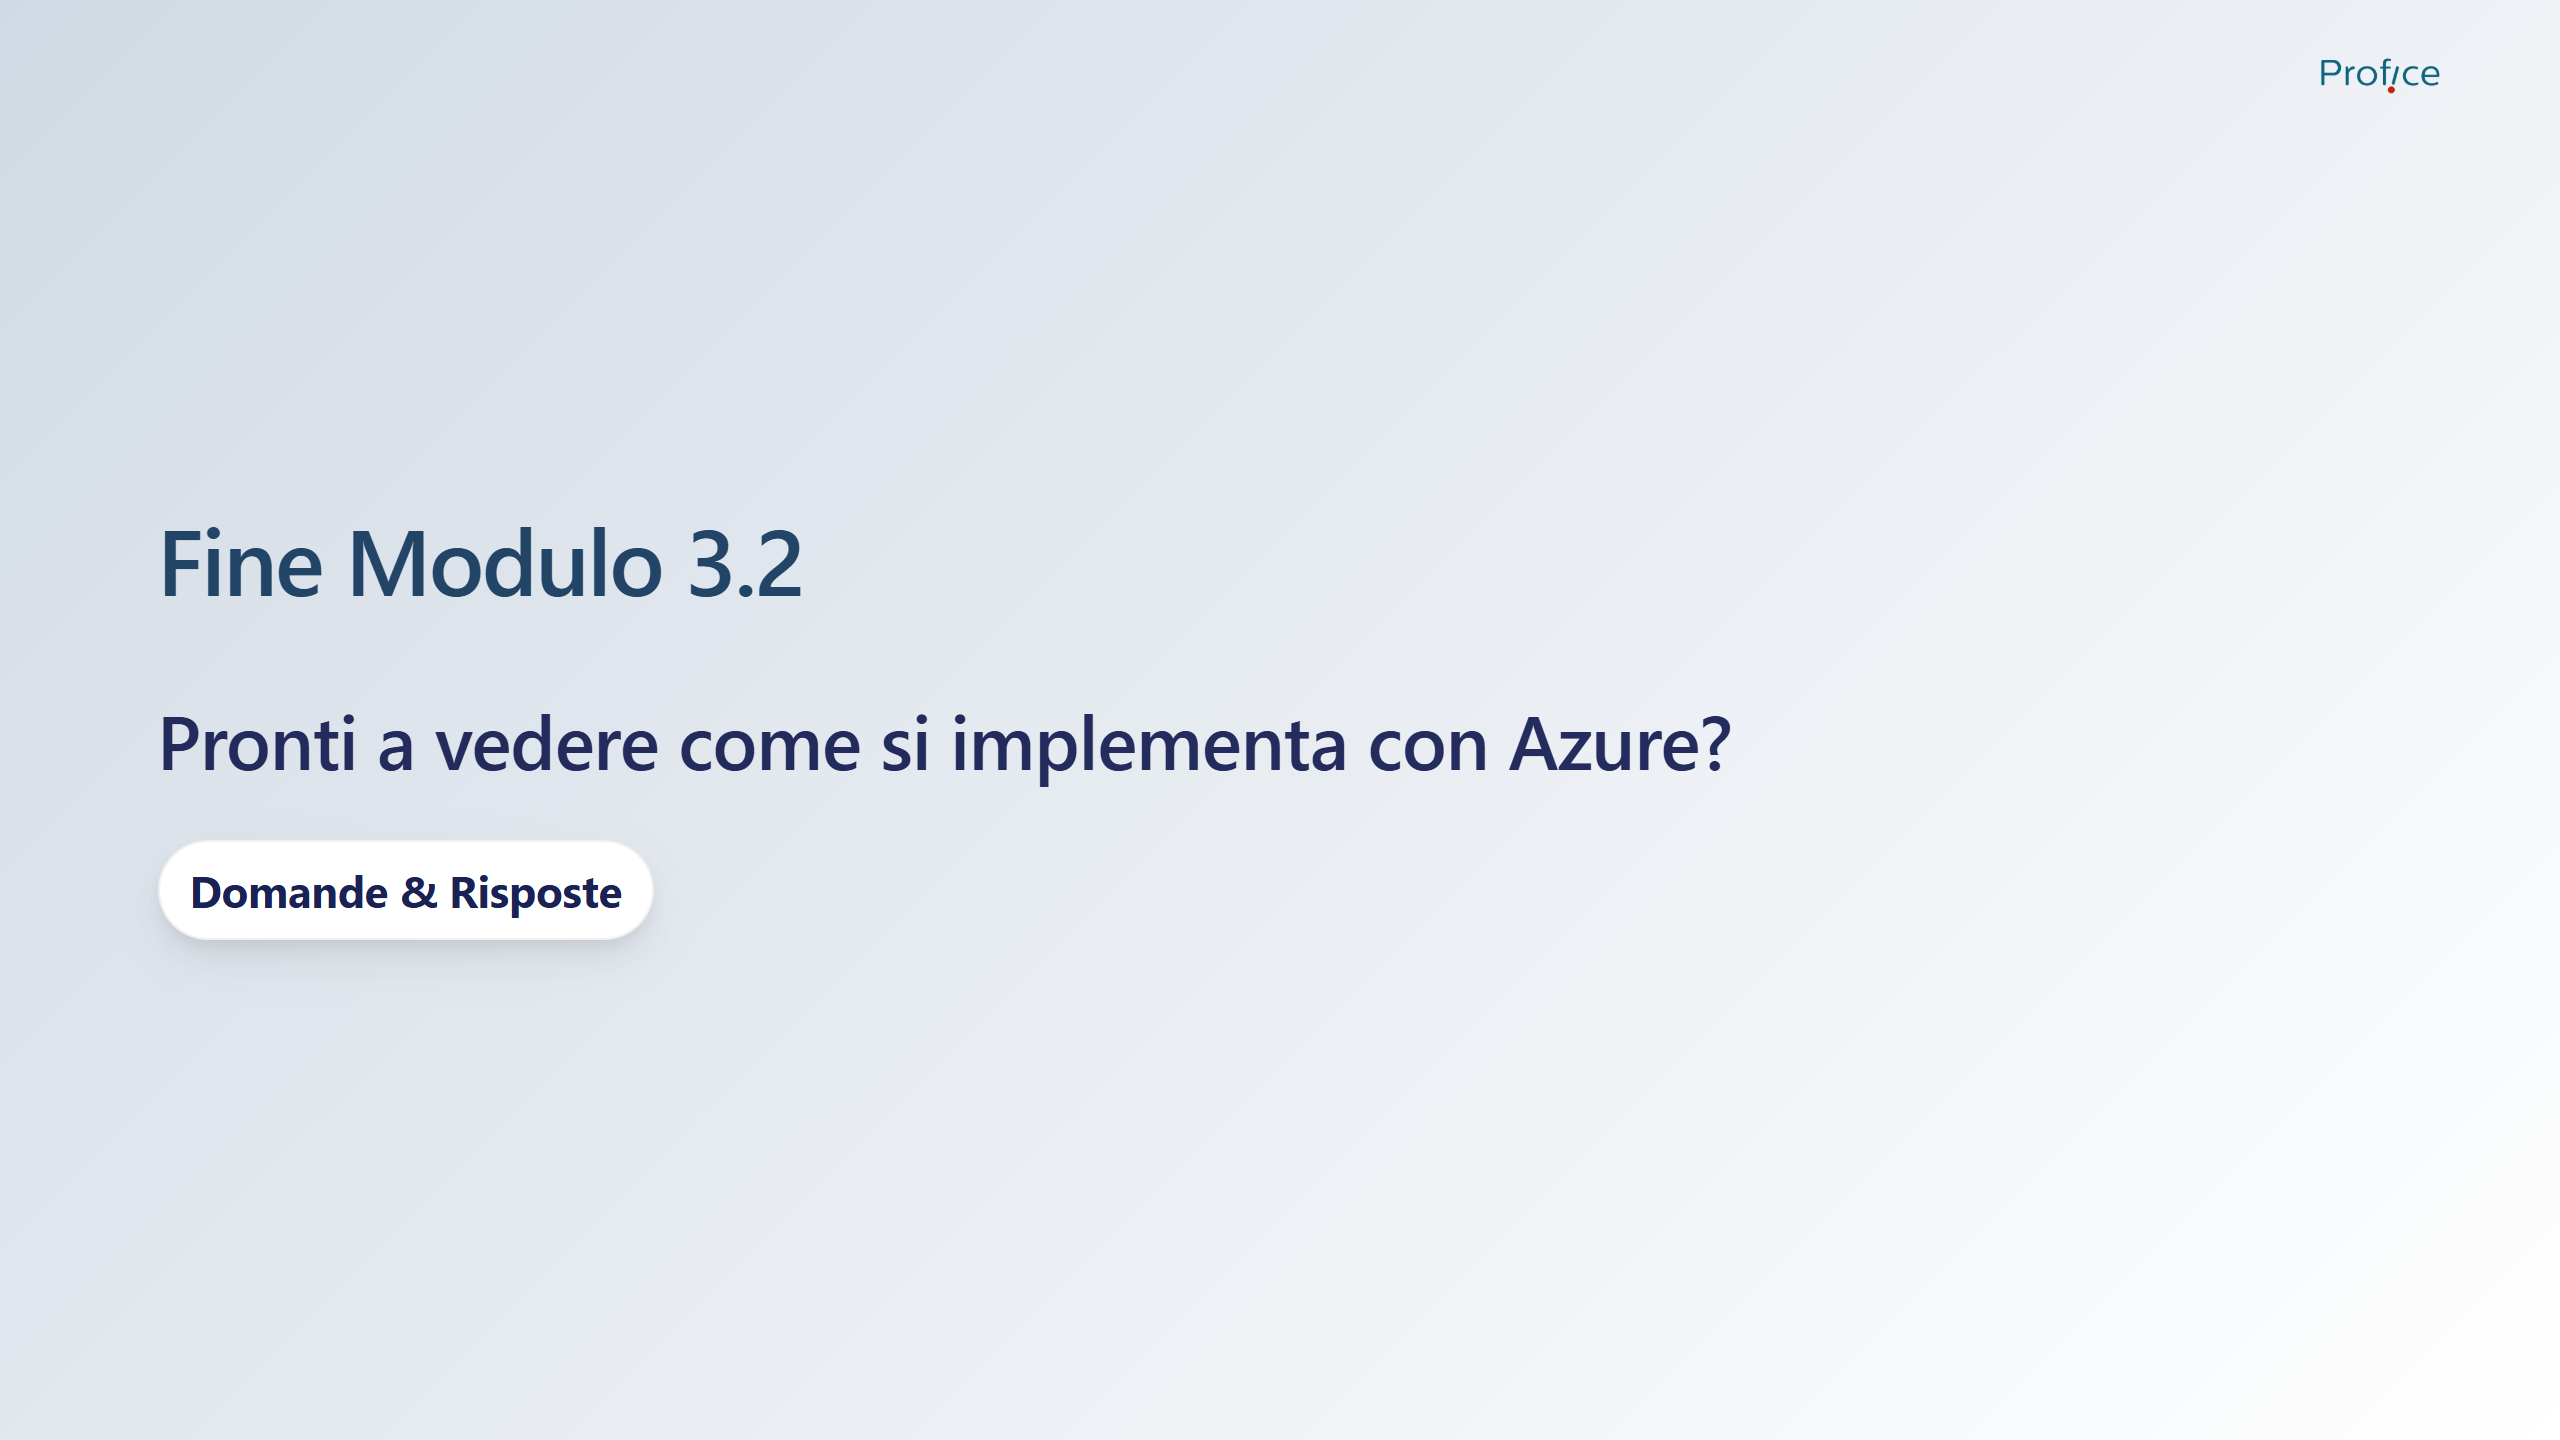 Profice
Fine Modulo 3.2
Pronti a vedere come si implementa con Azure?
Domande & Risposte